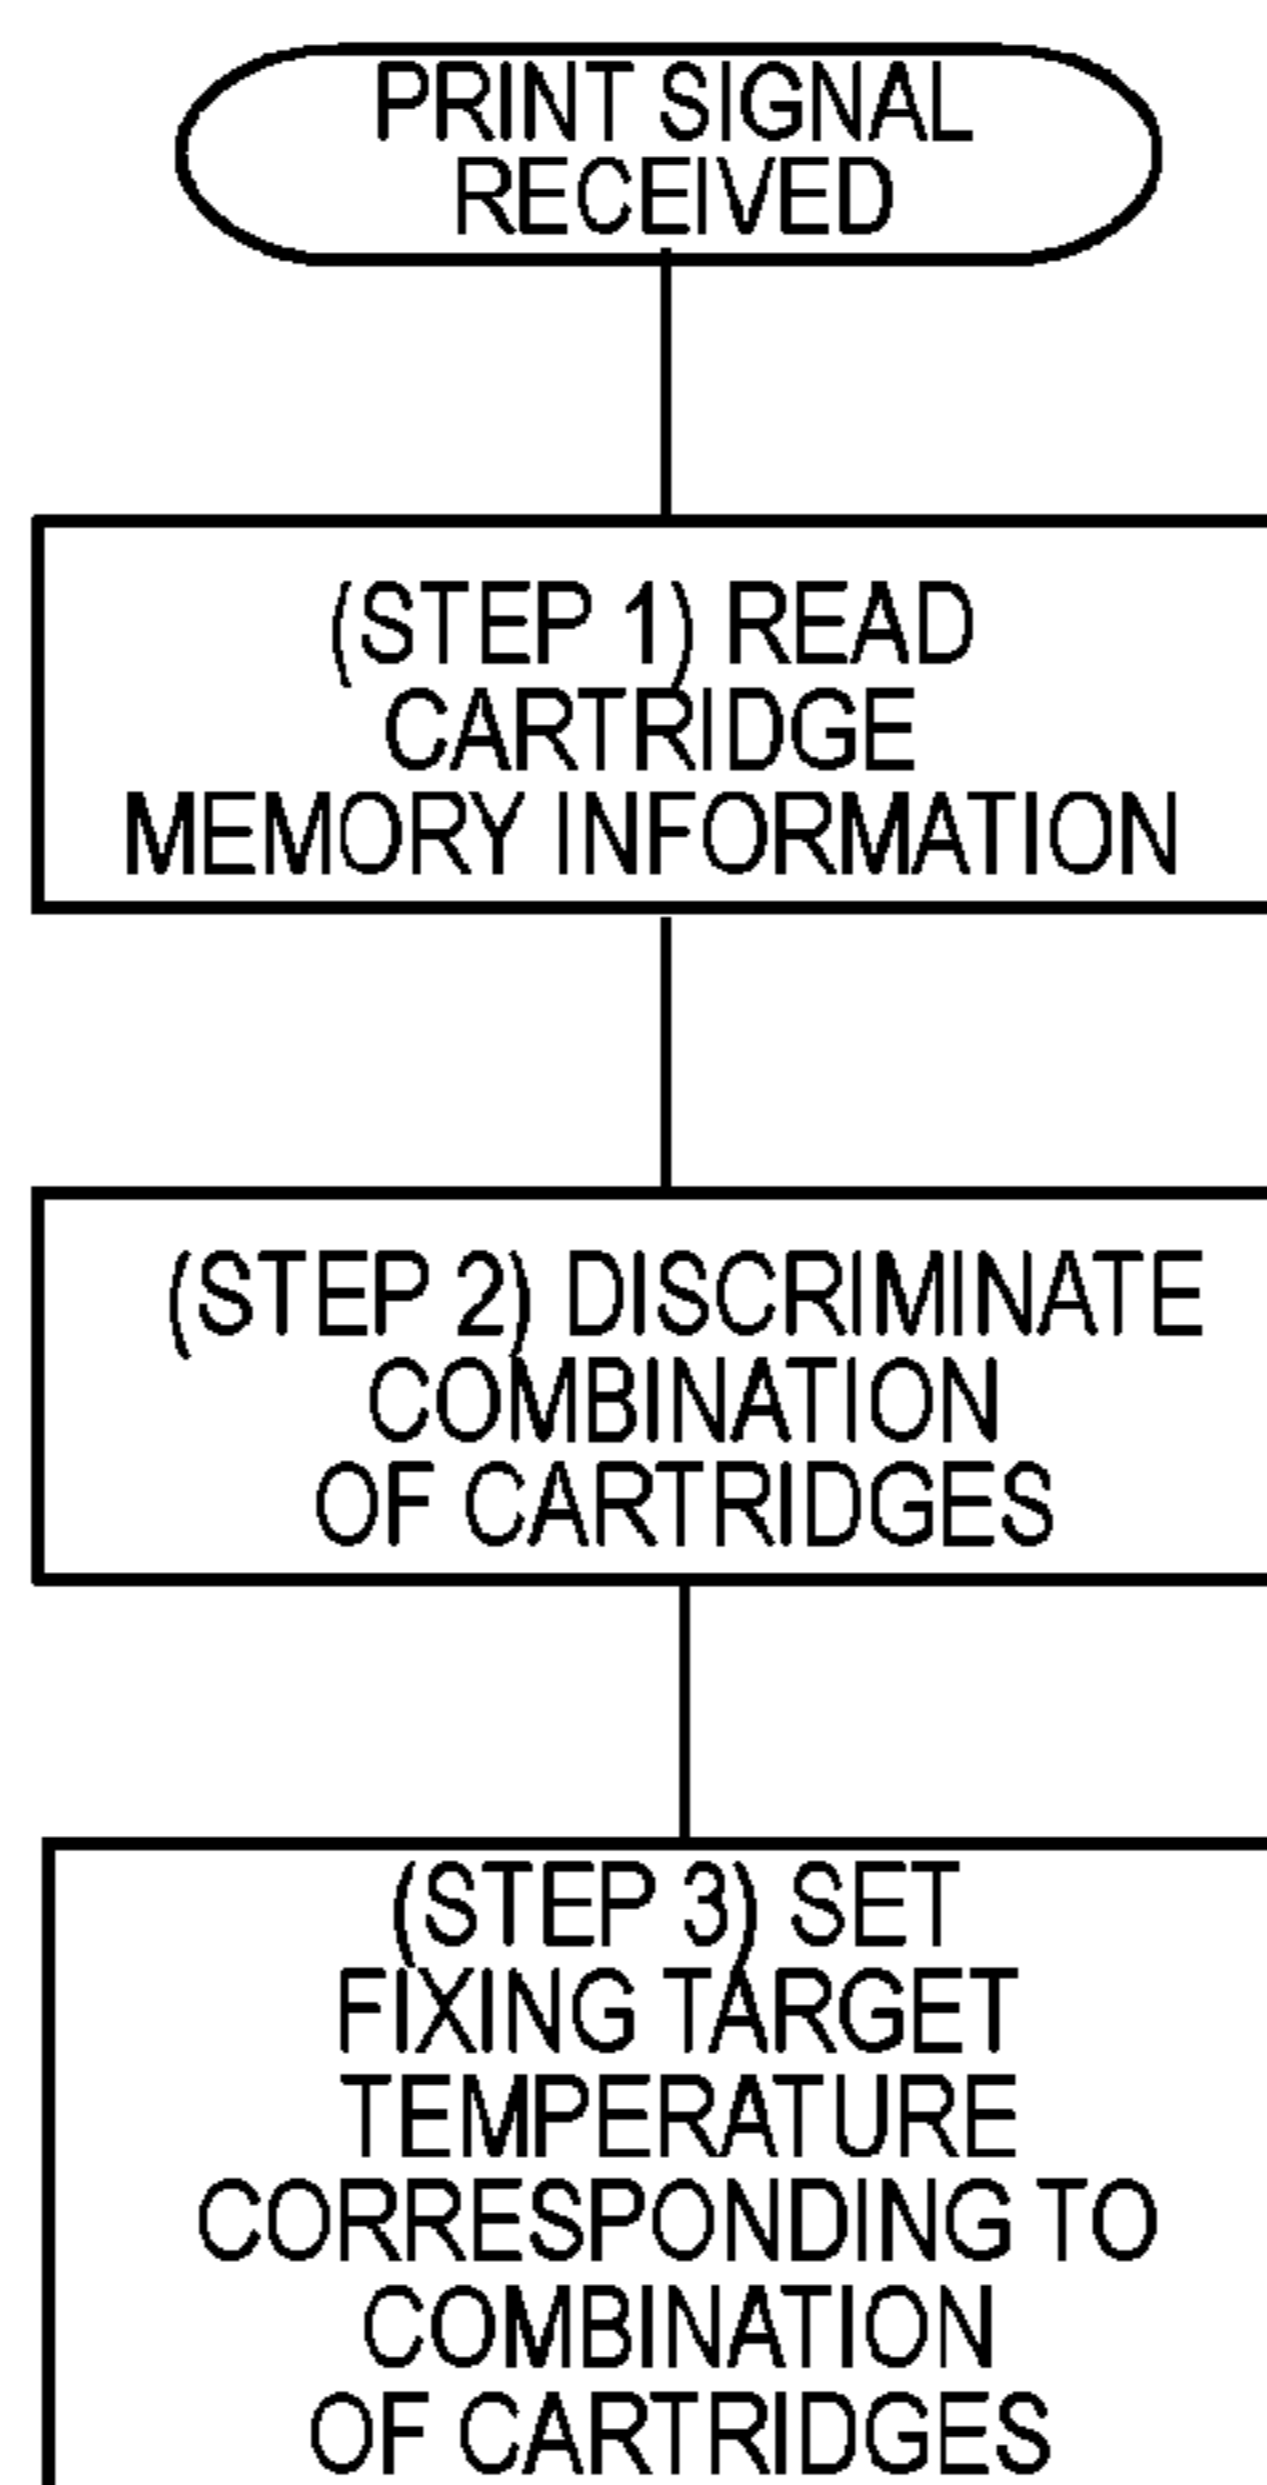 PRINT SIGNAL
RECEIVED
(STEP 1) READ
CARTRIDGE
MEMORY INFORMATION
(STEP 2) DISCRIMINATE
COMBINATION
OF CARTRIDGES
(STEP 3) SET
FIXING TARGET
TEMPERATURE
CORRESPONDING TO
COMBINATION
OF CARTRIDGES